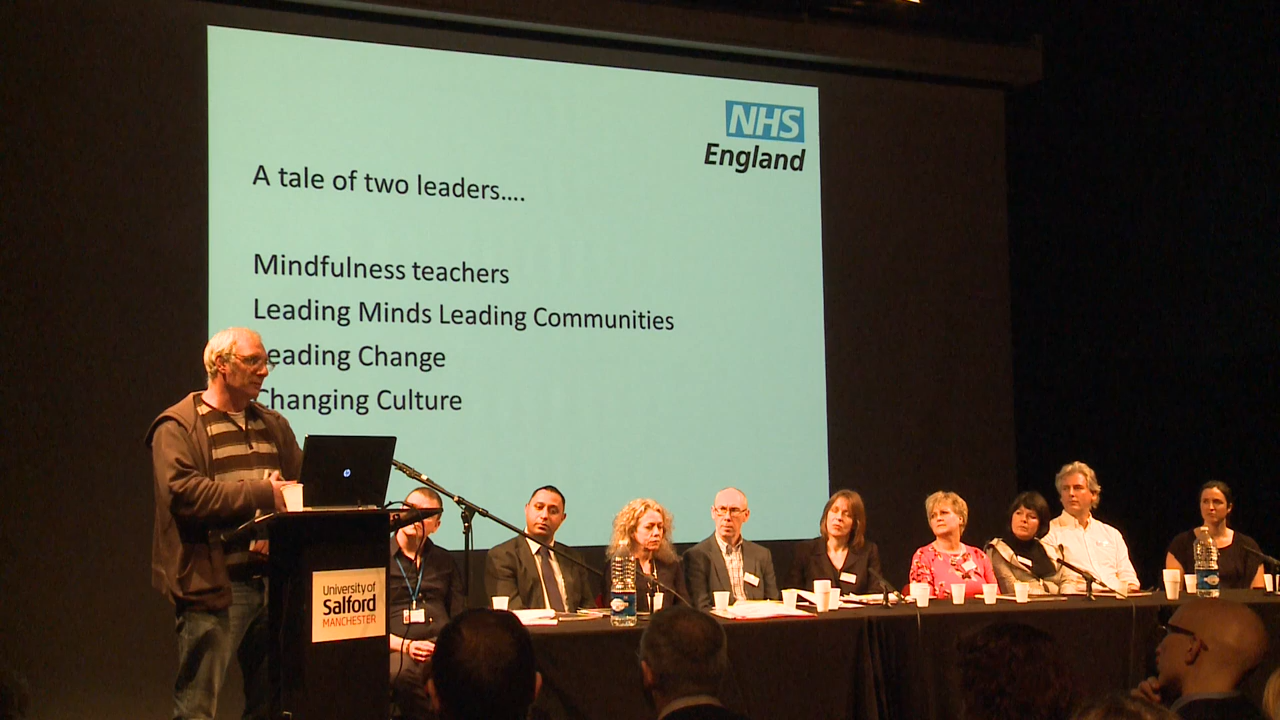 NHS
England
A tale of two leaders....
Mindfulness teachers
Leading Minds Leading Communities
eading Change
Changing Culture
University of
Salford
MANCHESTER
hp